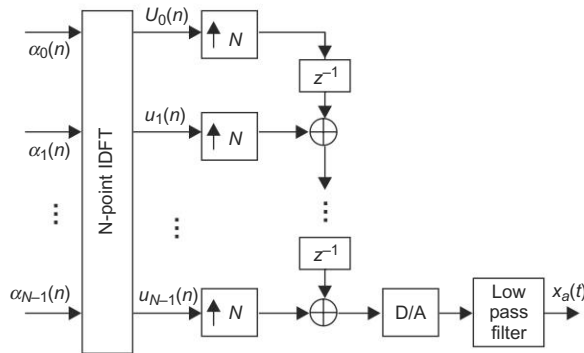 α0(n) U0(n) ↑ N
z–1
α1(n) u1(n) ↑ N
N-point IDFT
⋮ ⋮ ⋮
z–1
αN–1(n) uN–1(n) ↑ N D/A Low pass filter xa(t)